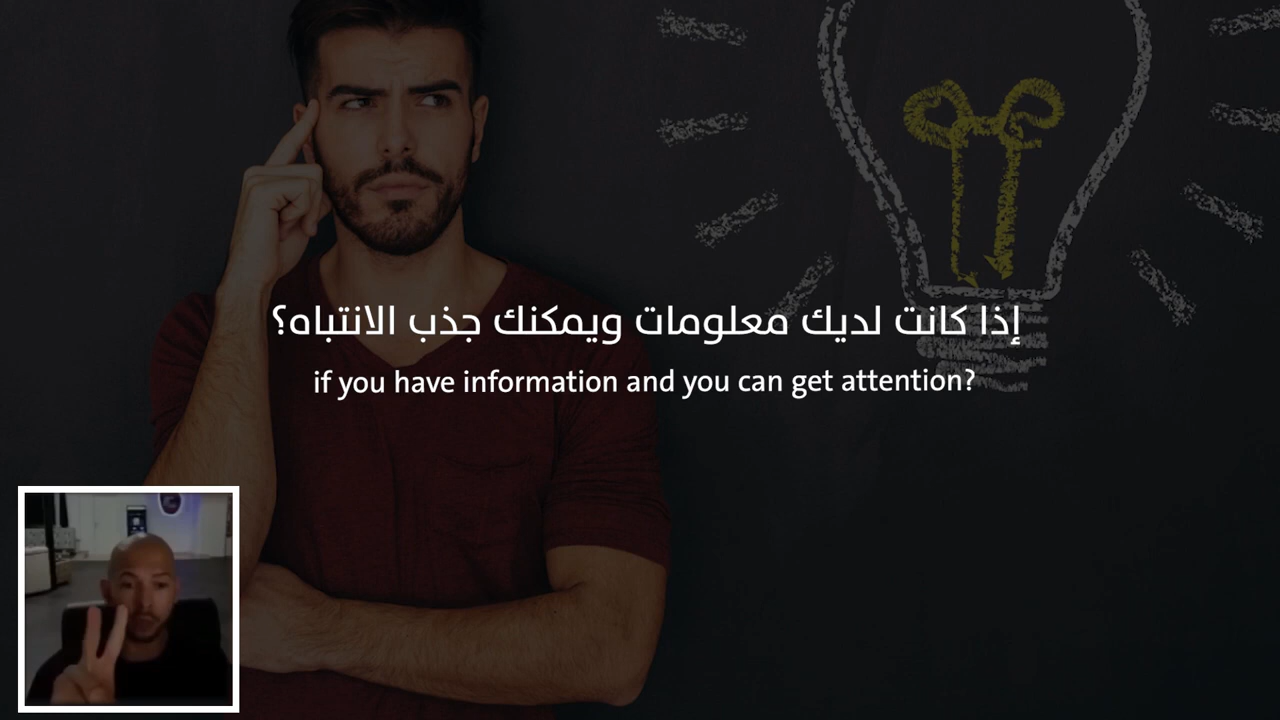 إذا كانت لديك معلومات ويمكنك جذب الانتباه؟
if you have information and you can get attention?